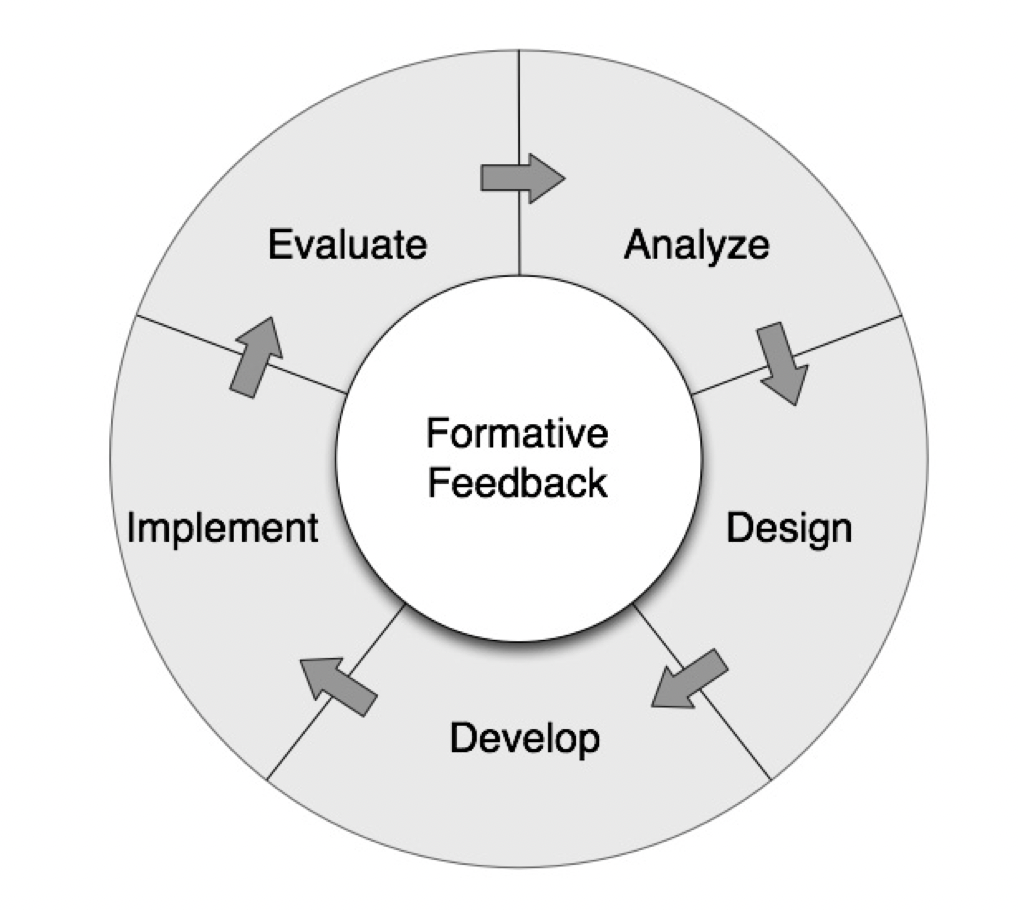 Evaluate
Analyze
Formative
Feedback
Implement
Design
Develop